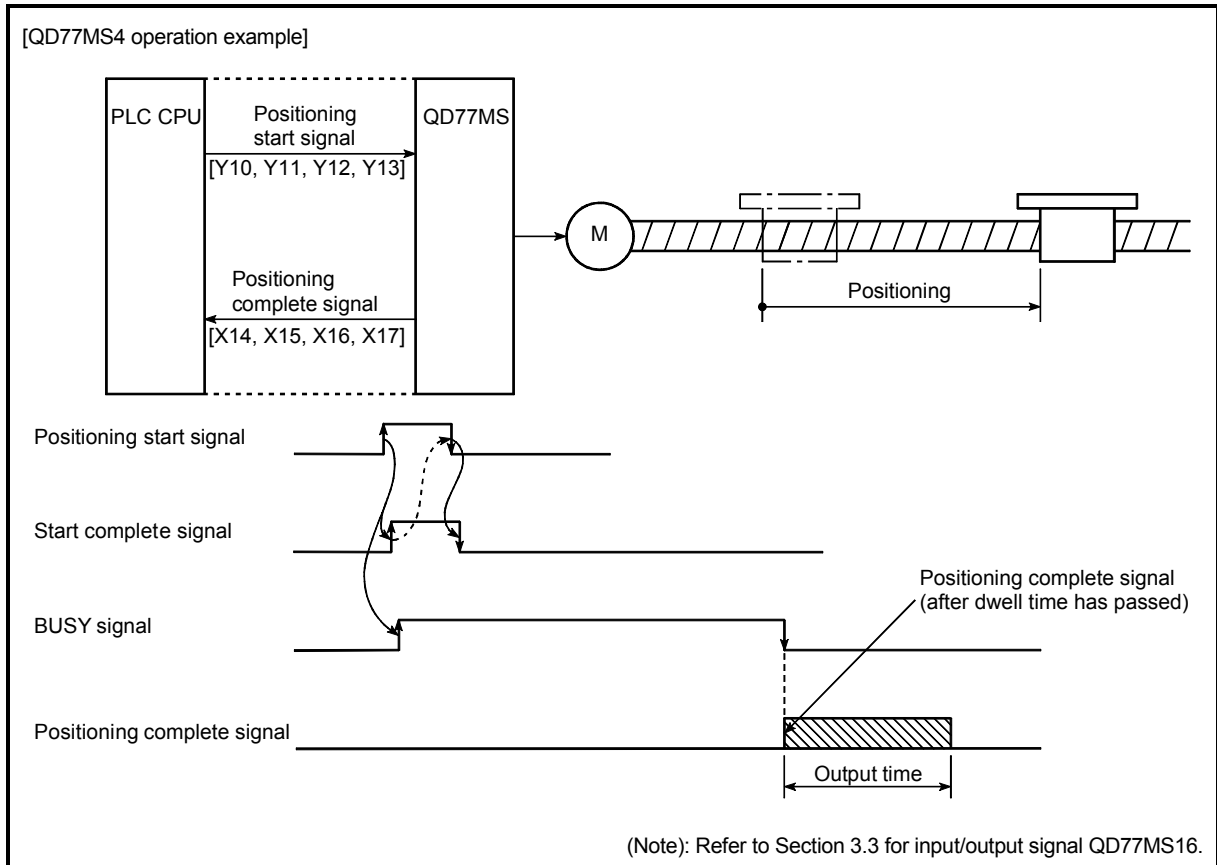 [QD77MS4 operation example]
PLC CPU
Positioning
start signal
[Y10, Y11, Y12, Y13]
QD77MS
M
Positioning
Positioning
complete signal
[X14, X15, X16, X17]
Positioning start signal
Start complete signal
BUSY signal
Positioning complete signal
(after dwell time has passed)
Positioning complete signal
Output time
(Note): Refer to Section 3.3 for input/output signal QD77MS16.